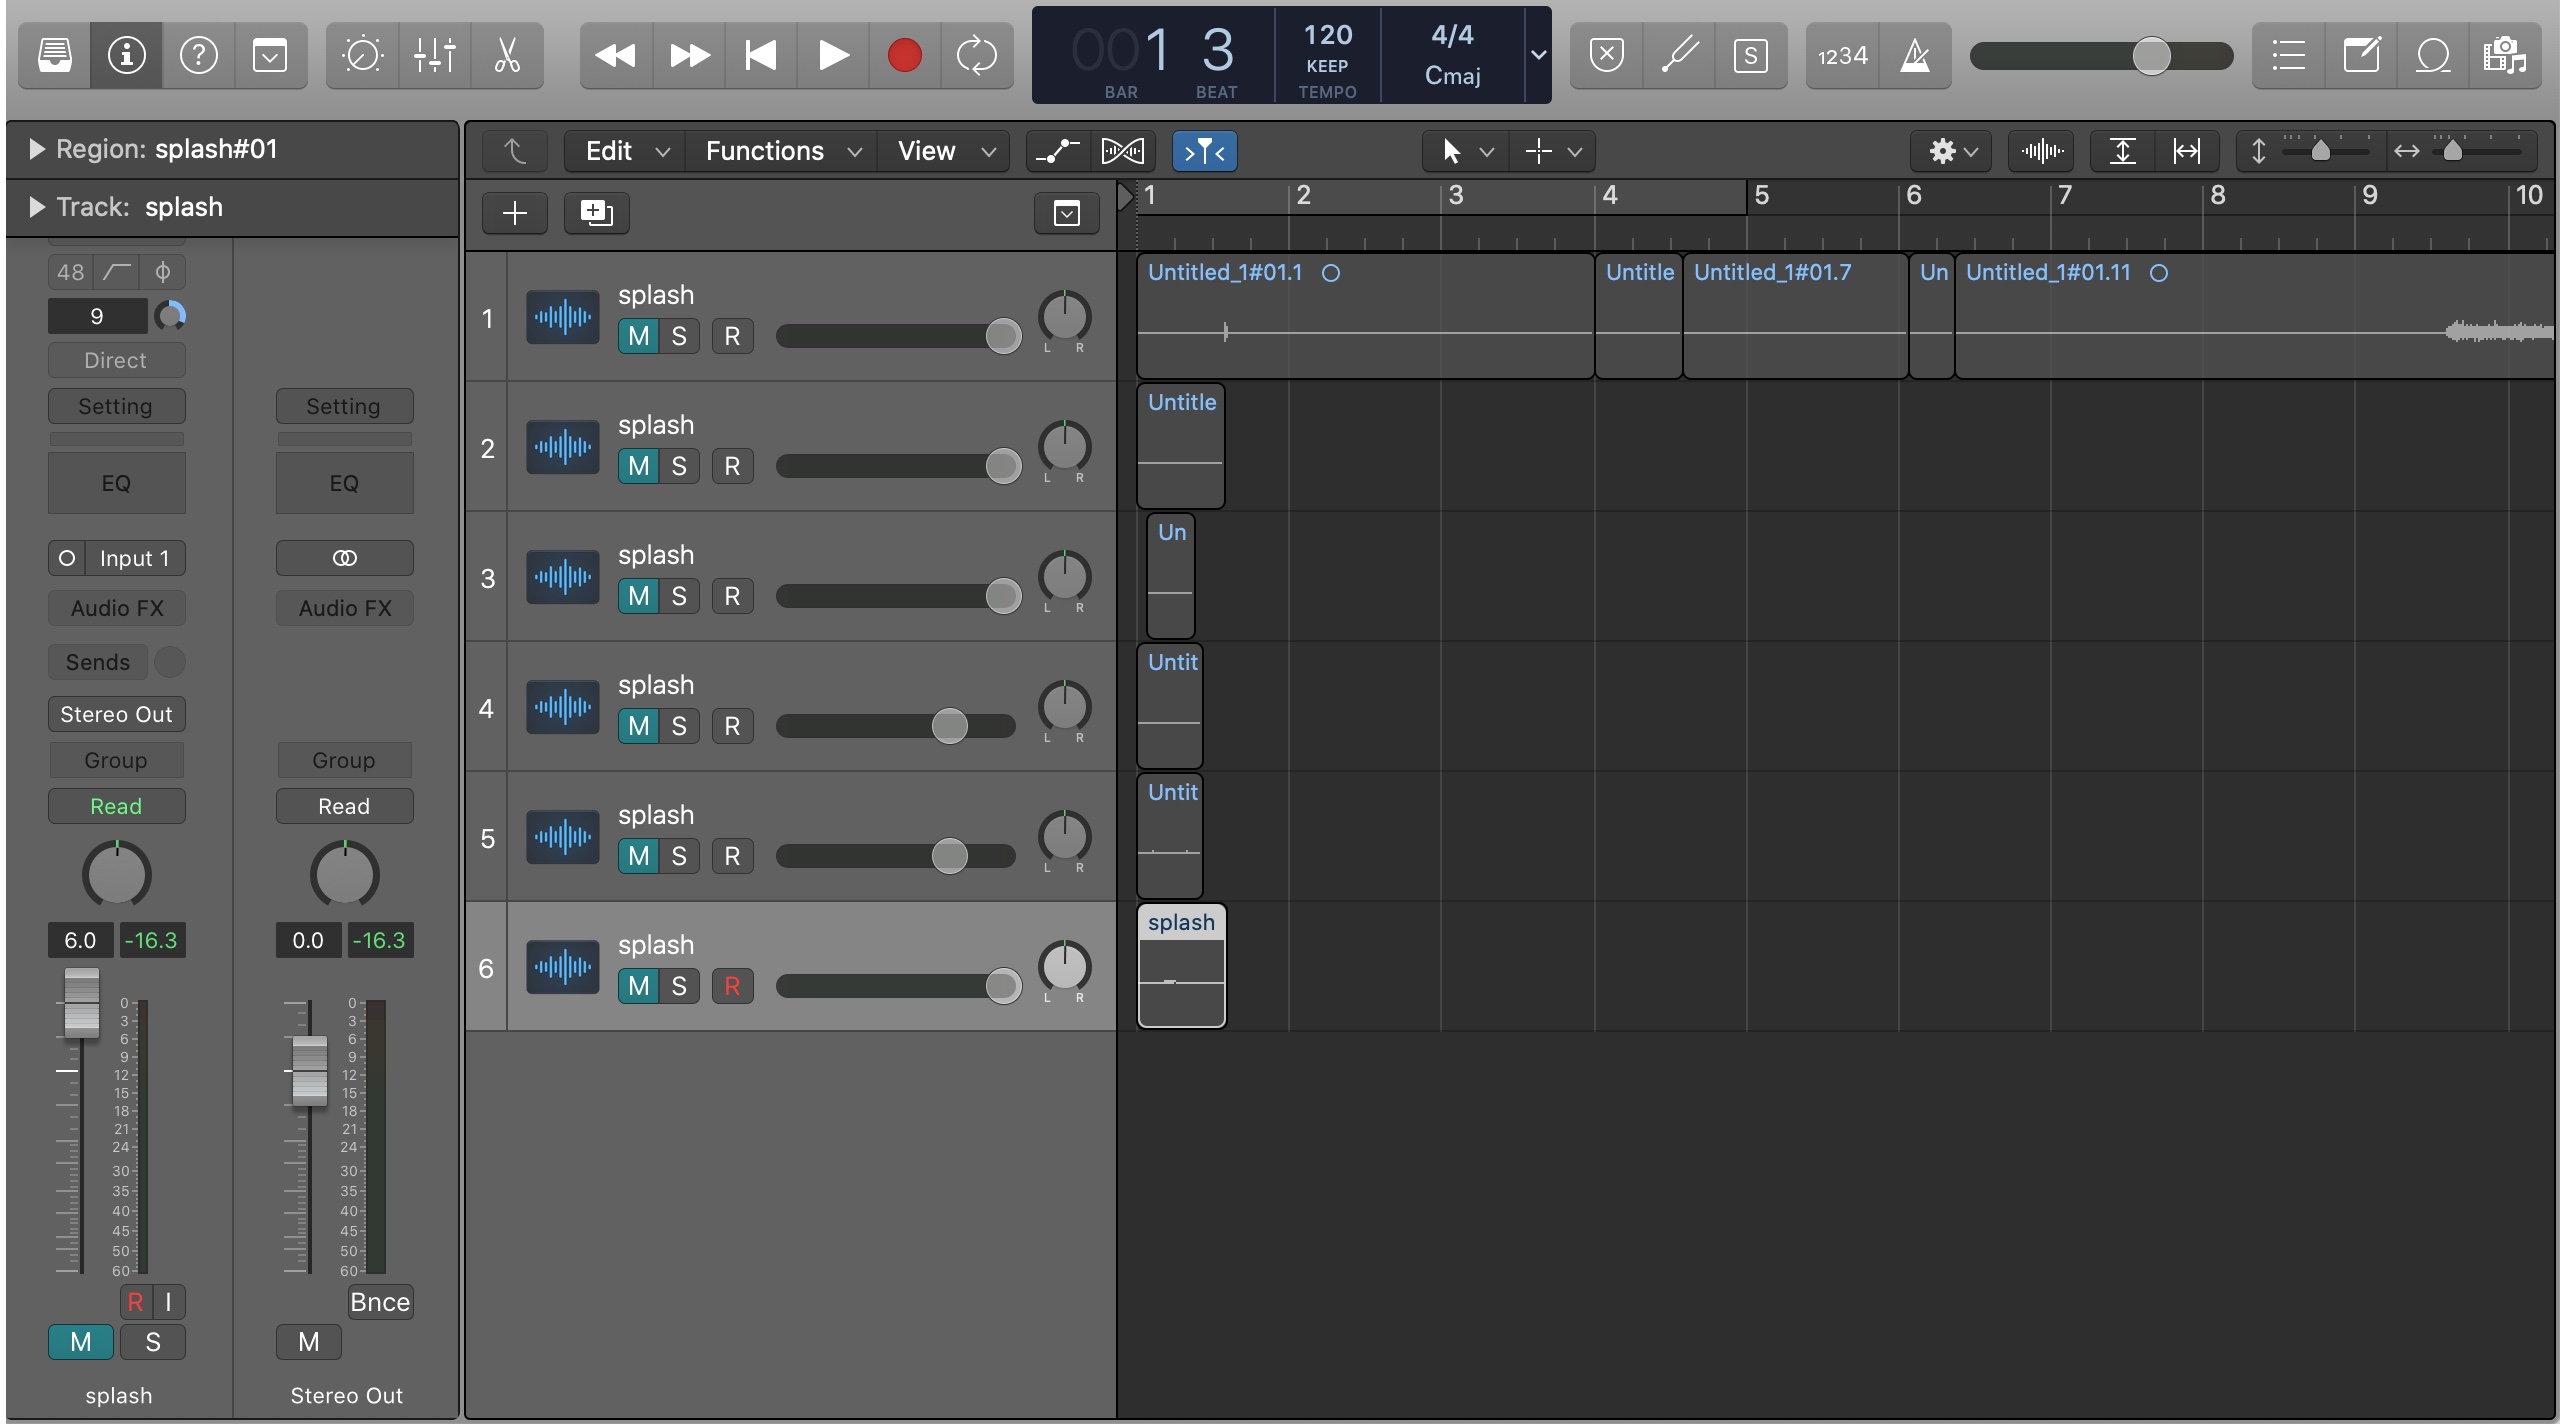 001 3
BAR BEAT
120
KEEP
TEMPO
4/4
Cmaj
S
1234
Region: splash#01
Track: splash
Edit Functions View
1 2 3 4 5 6 7 8 9 10
48
9
Direct
Setting Setting
EQ EQ
Input 1
Audio FX Audio FX
Sends
Stereo Out
Group Group
Read Read
6.0 -16.3 0.0 -16.3
0 0
3 3
6 6
9 9
12 12
15 15
18 18
21 21
24 24
30 30
35 35
40 40
45 45
50 50
60 60
R I Bnce
M S M
splash Stereo Out
1 splash
M S R
L R
Untitled_1#01.1 Untitle Untitled_1#01.7 Un Untitled_1#01.11
2 splash
M S R
L R
Untitle
3 splash
M S R
L R
Un
4 splash
M S R
L R
Untit
5 splash
M S R
L R
Untit
6 splash
M S R
L R
splash